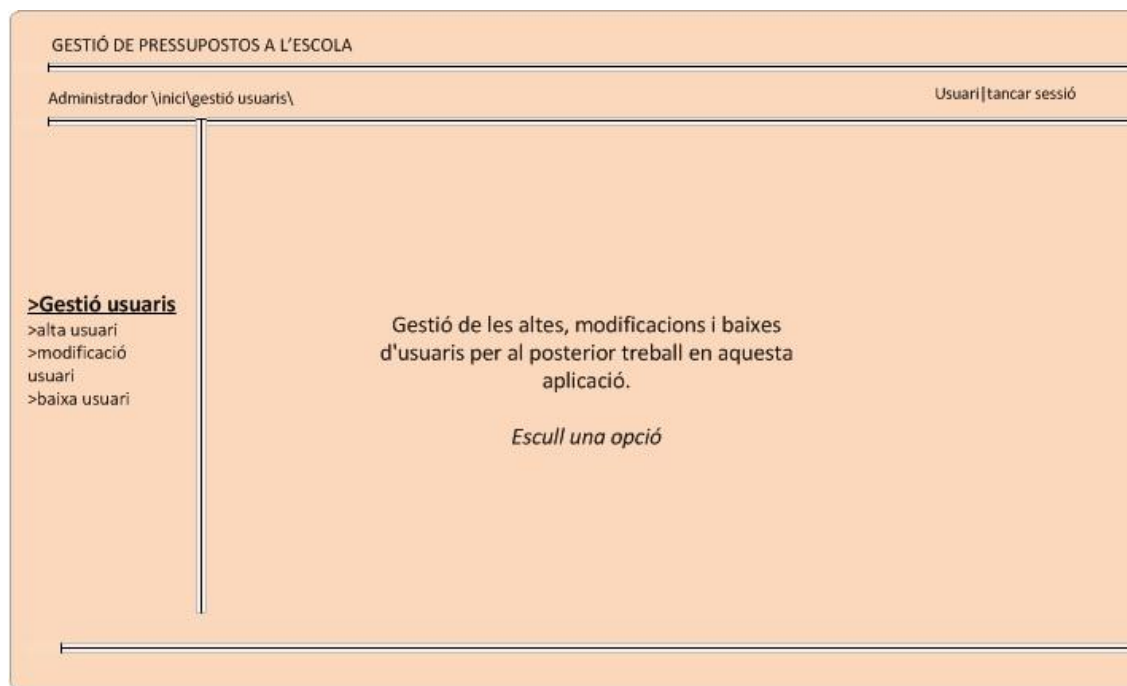 GESTIÓ DE PRESSUPOSTOS A L’ESCOLA
Administrador \inici\gestió usuaris\
Usuari|tancar sessió
>Gestió usuaris
>alta usuari
>modificació
usuari
>baixa usuari
Gestió de les altes, modificacions i baixes
d'usuaris per al posterior treball en aquesta
aplicació.
Escull una opció